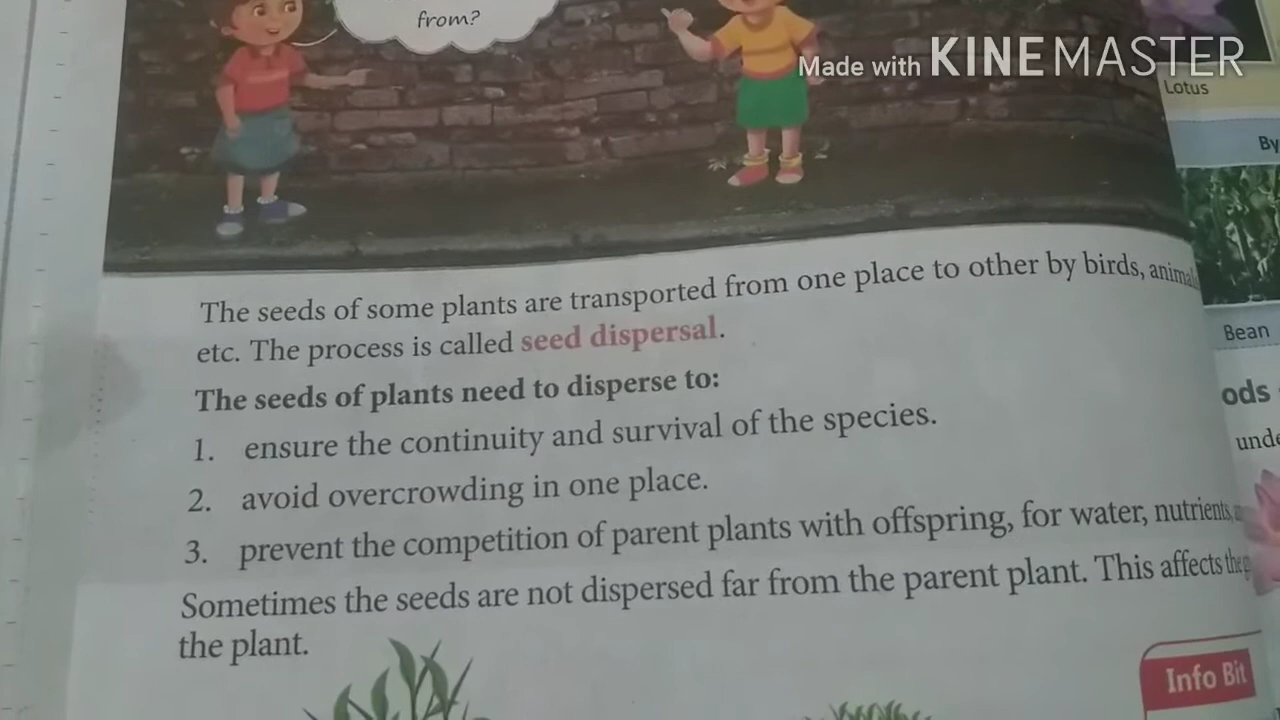 from?
Made with KINEMASTER
Lotus
By
Bean
The seeds of some plants are transported from one place to other by birds,
etc. The process is called seed dispersal.
The seeds of plants need to disperse to:
1. ensure the continuity and survival of the species.
2. avoid overcrowding in one place.
3. prevent the competition of parent plants with offspring, for water, nutrients,
Sometimes the seeds are not dispersed far from the parent plant. This affects the
the plant.
ods
Info Bit